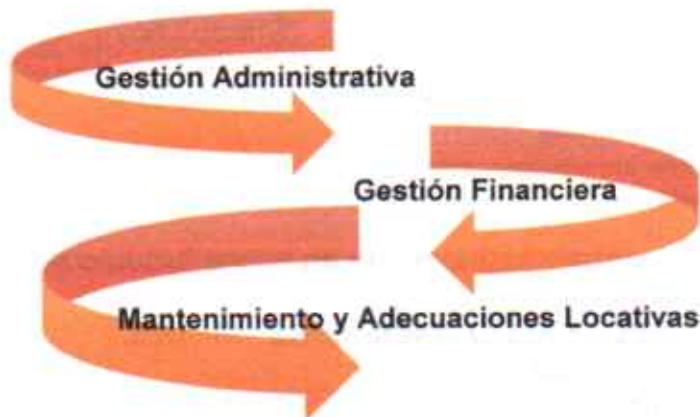 Gestión Administrativa
Gestión Financiera
Mantenimiento y Adecuaciones Locativas